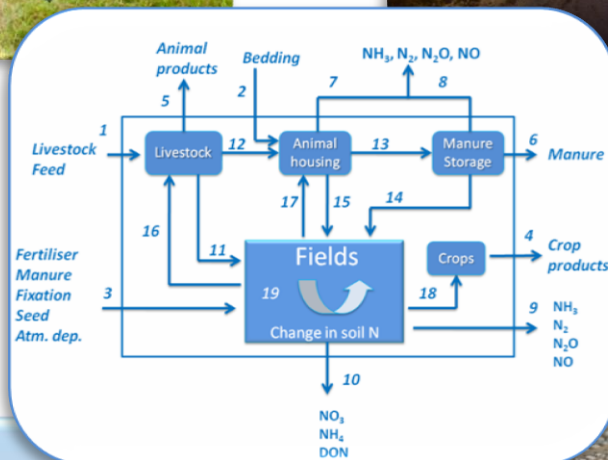 Animal
products
Bedding
NH₃, N₂, N₂O, NO
5
2
7
8
1
Livestock
Feed
Livestock
12
Animal
housing
13
Manure
Storage
6
Manure
16
11
17
15
14
4
Crop
products
Fertiliser
Manure
Fixation
Seed
Atm. dep.
3
Fields
19
Change in soil N
Crops
18
9
NH₃
N₂
N₂O
NO
10
NO₃
NH₄
DON